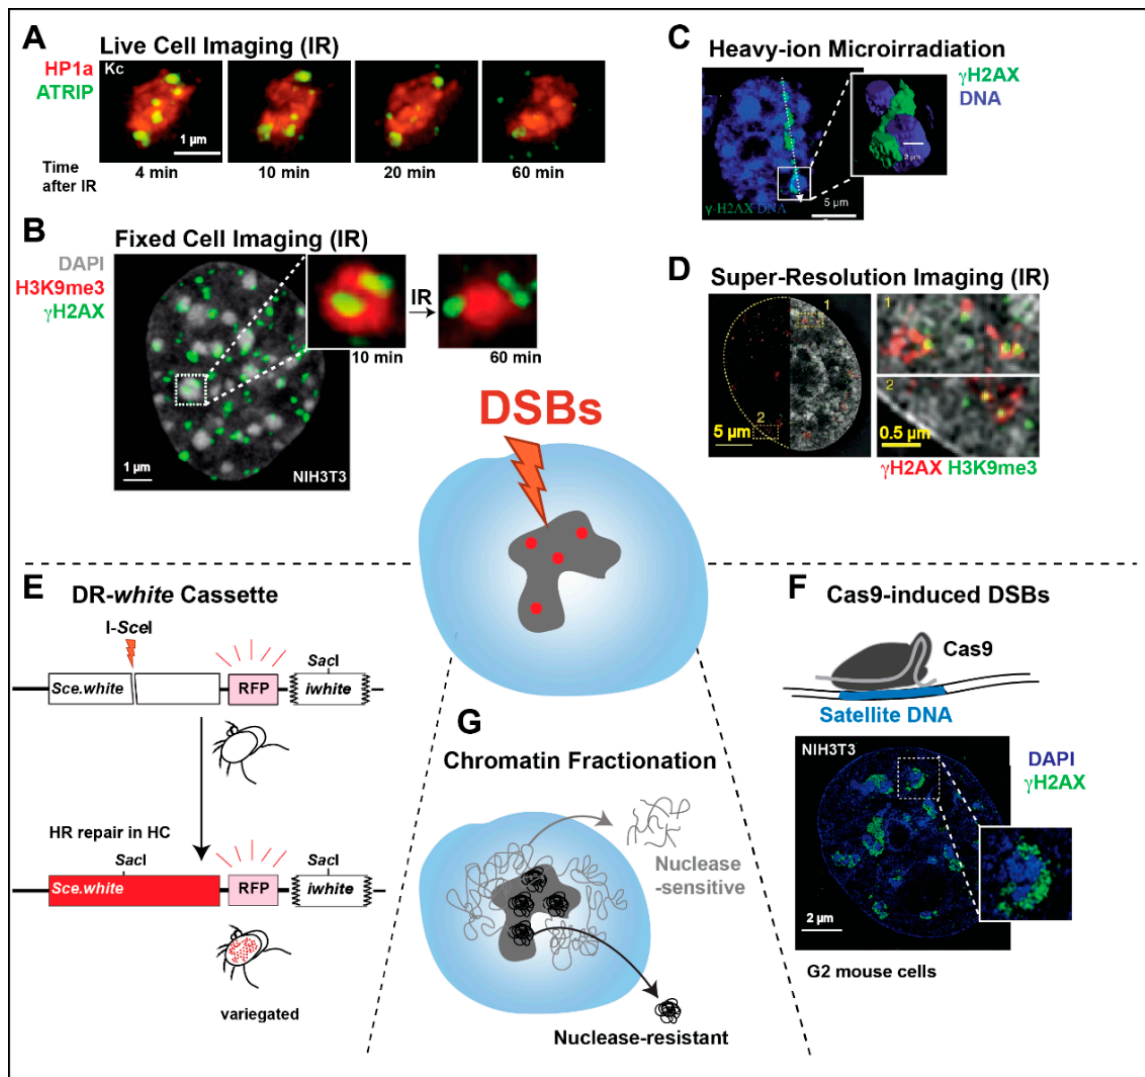 A
Live Cell Imaging (IR)
HP1a
ATRIP
Kc
1 µm
Time
after IR
4 min
10 min
20 min
60 min
B
Fixed Cell Imaging (IR)
DAPI
H3K9me3
γH2AX
IR
10 min
60 min
1 µm
NIH3T3
C
Heavy-ion Microirradiation
γH2AX
DNA
γ-H2AX DNA
5 µm
D
Super-Resolution Imaging (IR)
1
2
5 µm
1
2
0.5 µm
γH2AX H3K9me3
DSBs
E
DR-white Cassette
I-SceI
SacI
Sce.white
RFP
iwhite
HR repair in HC
SacI
SacI
Sce.white
RFP
iwhite
variegated
G
Chromatin Fractionation
Nuclease
-sensitive
Nuclease-resistant
F
Cas9-induced DSBs
Cas9
Satellite DNA
NIH3T3
DAPI
γH2AX
2 µm
G2 mouse cells